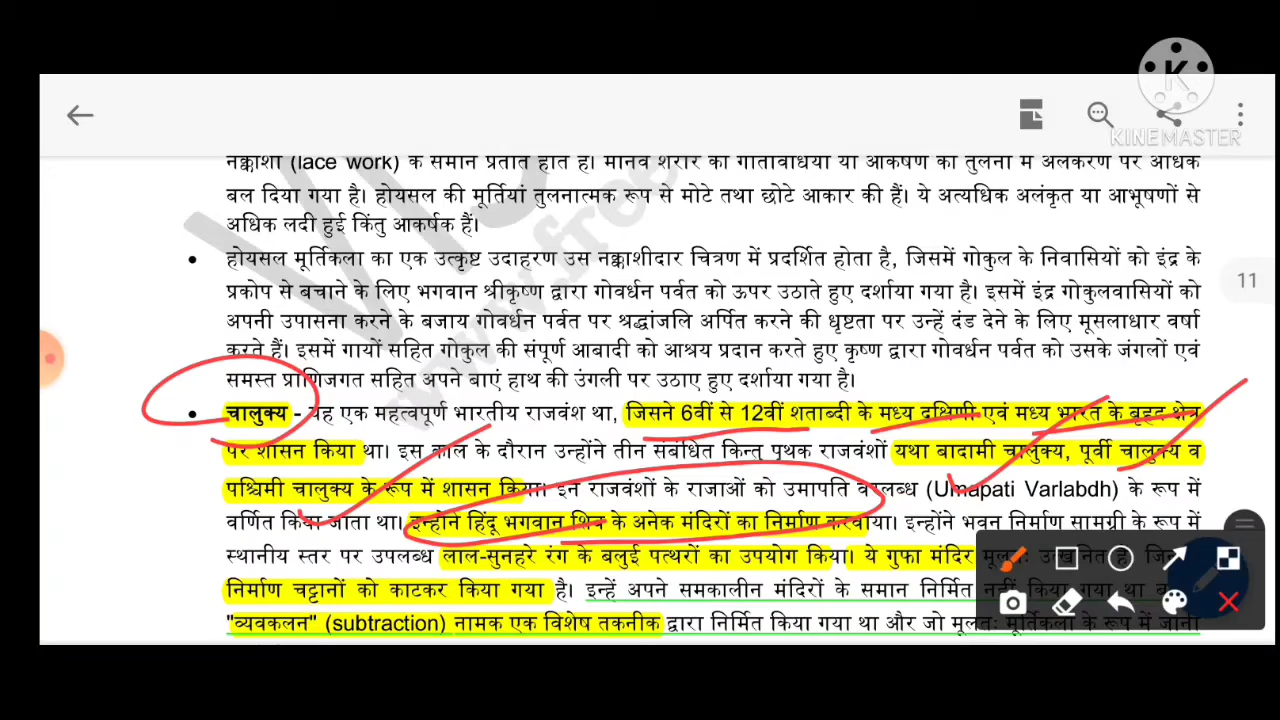 KINEMASTER
नक्काशी (lace work) के समान प्रतीत होते हैं। मानव शरीर की गतिविधियों या आकर्षण की तुलना में अलंकरण पर अधिक
बल दिया गया है। होयसल की मूर्तियां तुलनात्मक रूप से मोटे तथा छोटे आकार की हैं। ये अत्यधिक अलंकृत या आभूषणों से
अधिक लदी हुई किंतु आकर्षक हैं।
• होयसल मूर्तिकला का एक उत्कृष्ट उदाहरण उस नक्काशीदार चित्रण में प्रदर्शित होता है, जिसमें गोकुल के निवासियों को इंद्र के
11
प्रकोप से बचाने के लिए भगवान श्रीकृष्ण द्वारा गोवर्धन पर्वत को ऊपर उठाते हुए दर्शाया गया है। इसमें इंद्र गोकुलवासियों को
अपनी उपासना करने के बजाय गोवर्धन पर्वत पर श्रद्धांजलि अर्पित करने की धृष्टता पर उन्हें दंड देने के लिए मूसलाधार वर्षा
करते हैं। इसमें गायों सहित गोकुल की संपूर्ण आबादी को आश्रय प्रदान करते हुए कृष्ण द्वारा गोवर्धन पर्वत को उसके जंगलों एवं
समस्त प्राणिजगत सहित अपने बाएं हाथ की उंगली पर उठाए हुए दर्शाया गया है।
• चालुक्य - यह एक महत्वपूर्ण भारतीय राजवंश था, जिसने 6वीं से 12वीं शताब्दी के मध्य दक्षिणी एवं मध्य भारत के बृहद क्षेत्र
पर शासन किया था। इस काल के दौरान उन्होंने तीन संबंधित किन्तु पृथक राजवंशों यथा बादामी चालुक्य, पूर्वी चालुक्य व
पश्चिमी चालुक्य के रूप में शासन किया। इन राजवंशों के राजाओं को उमापति वरलब्ध (Umapati Varlabdh) के रूप में
वर्णित किया जाता था। इन्होंने हिंदू भगवान शिव के अनेक मंदिरों का निर्माण करवाया। इन्होंने भवन निर्माण सामग्री के रूप में
स्थानीय स्तर पर उपलब्ध लाल-सुनहरे रंग के बलुई पत्थरों का उपयोग किया। ये गुफा मंदिर
निर्माण चट्टानों को काटकर किया गया है। इन्हें अपने समकालीन मंदिरों के समान निर्मित नहीं किया गया था
"व्यवकलन" (subtraction) नामक एक विशेष तकनीक द्वारा निर्मित किया गया था और जो मूलतः मूर्तिकला के रूप में जानी